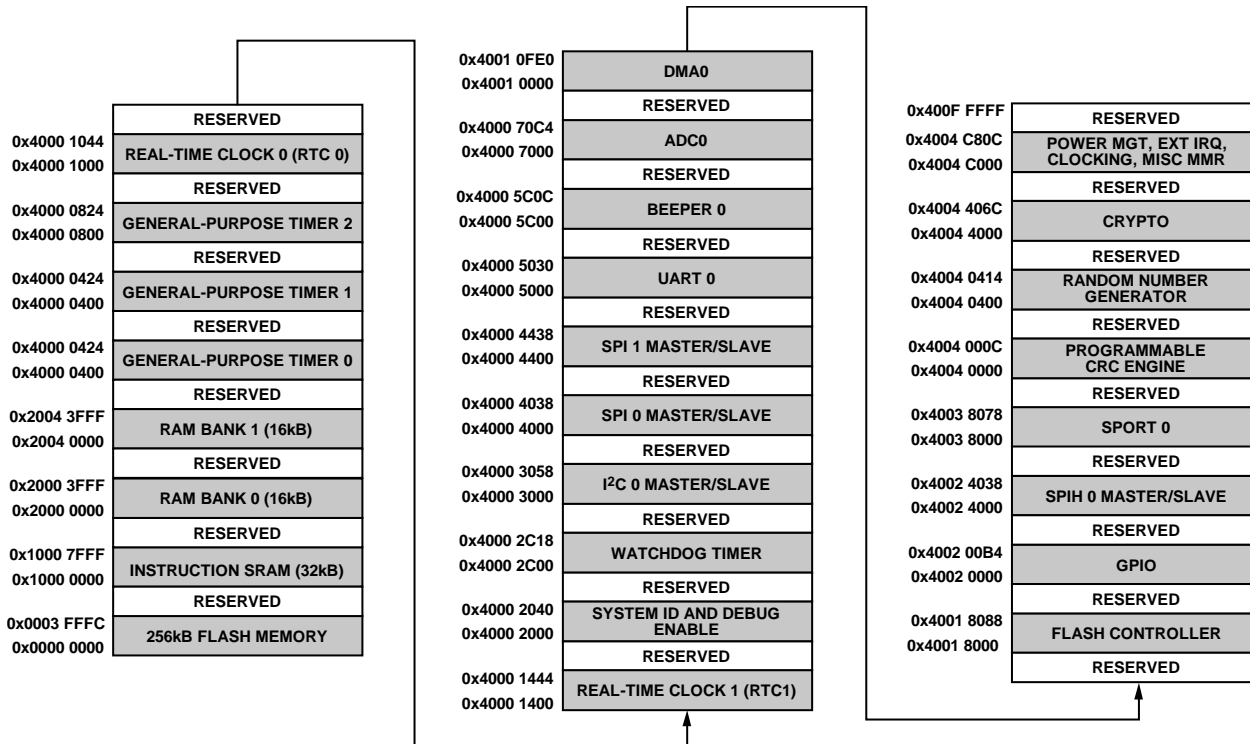 RESERVED
0x4000 1044
0x4000 1000
REAL-TIME CLOCK 0 (RTC 0)
RESERVED
0x4000 0824
0x4000 0800
GENERAL-PURPOSE TIMER 2
RESERVED
0x4000 0424
0x4000 0400
GENERAL-PURPOSE TIMER 1
RESERVED
0x4000 0424
0x4000 0400
GENERAL-PURPOSE TIMER 0
RESERVED
0x2004 3FFF
0x2004 0000
RAM BANK 1 (16kB)
RESERVED
0x2000 3FFF
0x2000 0000
RAM BANK 0 (16kB)
RESERVED
0x1000 7FFF
0x1000 0000
INSTRUCTION SRAM (32kB)
RESERVED
0x0003 FFFC
0x0000 0000
256kB FLASH MEMORY
0x4001 0FE0
0x4001 0000
DMA0
RESERVED
0x4000 70C4
0x4000 7000
ADC0
RESERVED
0x4000 5C0C
0x4000 5C00
BEEPER 0
RESERVED
0x4000 5030
0x4000 5000
UART 0
RESERVED
0x4000 4438
0x4000 4400
SPI 1 MASTER/SLAVE
RESERVED
0x4000 4038
0x4000 4000
SPI 0 MASTER/SLAVE
RESERVED
0x4000 3058
0x4000 3000
I2C 0 MASTER/SLAVE
RESERVED
0x4000 2C18
0x4000 2C00
WATCHDOG TIMER
RESERVED
0x4000 2040
0x4000 2000
SYSTEM ID AND DEBUG
ENABLE
RESERVED
0x4000 1444
0x4000 1400
REAL-TIME CLOCK 1 (RTC1)
0x400F FFFF
RESERVED
0x4004 C80C
0x4004 C000
POWER MGT, EXT IRQ,
CLOCKING, MISC MMR
RESERVED
0x4004 406C
0x4004 4000
CRYPTO
RESERVED
0x4004 0414
0x4004 0400
RANDOM NUMBER
GENERATOR
RESERVED
0x4004 000C
0x4004 0000
PROGRAMMABLE
CRC ENGINE
RESERVED
0x4003 8078
0x4003 8000
SPORT 0
RESERVED
0x4002 4038
0x4002 4000
SPIH 0 MASTER/SLAVE
RESERVED
0x4002 00B4
0x4002 0000
GPIO
RESERVED
0x4001 8088
0x4001 8000
FLASH CONTROLLER
RESERVED